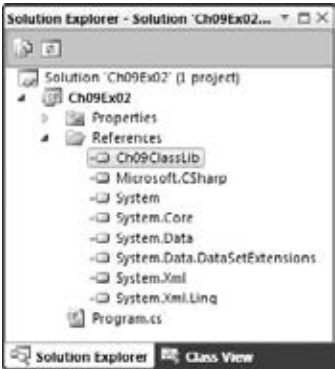 Solution Explorer - Solution 'Ch09Ex02...
Solution 'Ch09Ex02' (1 project)
Ch09Ex02
Properties
References
Ch09ClassLib
Microsoft.CSharp
System
System.Core
System.Data
System.Data.DataSetExtensions
System.Xml
System.Xml.Linq
Program.cs
Solution Explorer Class View